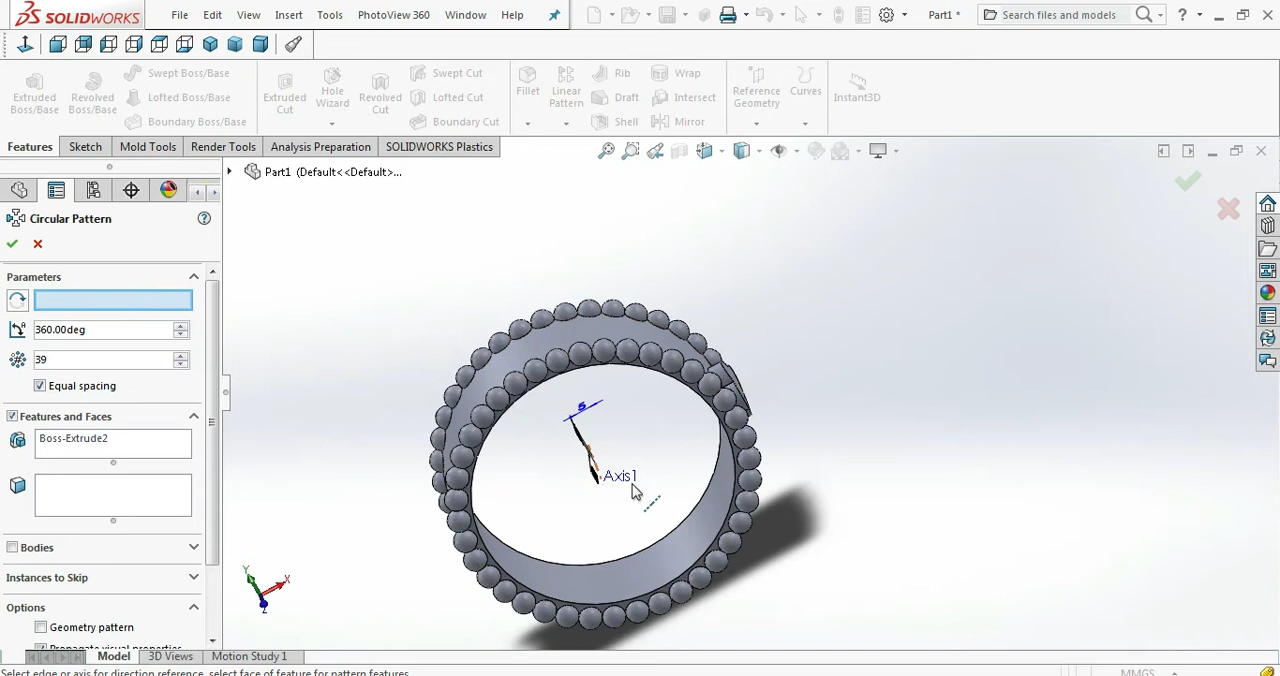 SOLIDWORKS File Edit View Insert Tools PhotoView 360 Window Help Part1 * Search files and models ?
Extruded Boss/Base Revolved Boss/Base Swept Boss/Base Lofted Boss/Base Boundary Boss/Base Extruded Cut Hole Wizard Revolved Cut Swept Cut Lofted Cut Boundary Cut Fillet Linear Pattern Rib Draft Shell Wrap Intersect Mirror Reference Geometry Curves Instant3D
Features Sketch Mold Tools Render Tools Analysis Preparation SOLIDWORKS Plastics
Part1 (Default<<Default>...
Circular Pattern ?
Parameters
360.00deg
39
Equal spacing
Features and Faces
Boss-Extrude2
Bodies
Instances to Skip
Options
Geometry pattern
Propagate visual properties
5
Axis1
Y X Z
Model 3D Views Motion Study 1
Select edge or axis for direction reference, select face of feature for pattern features
MMGS